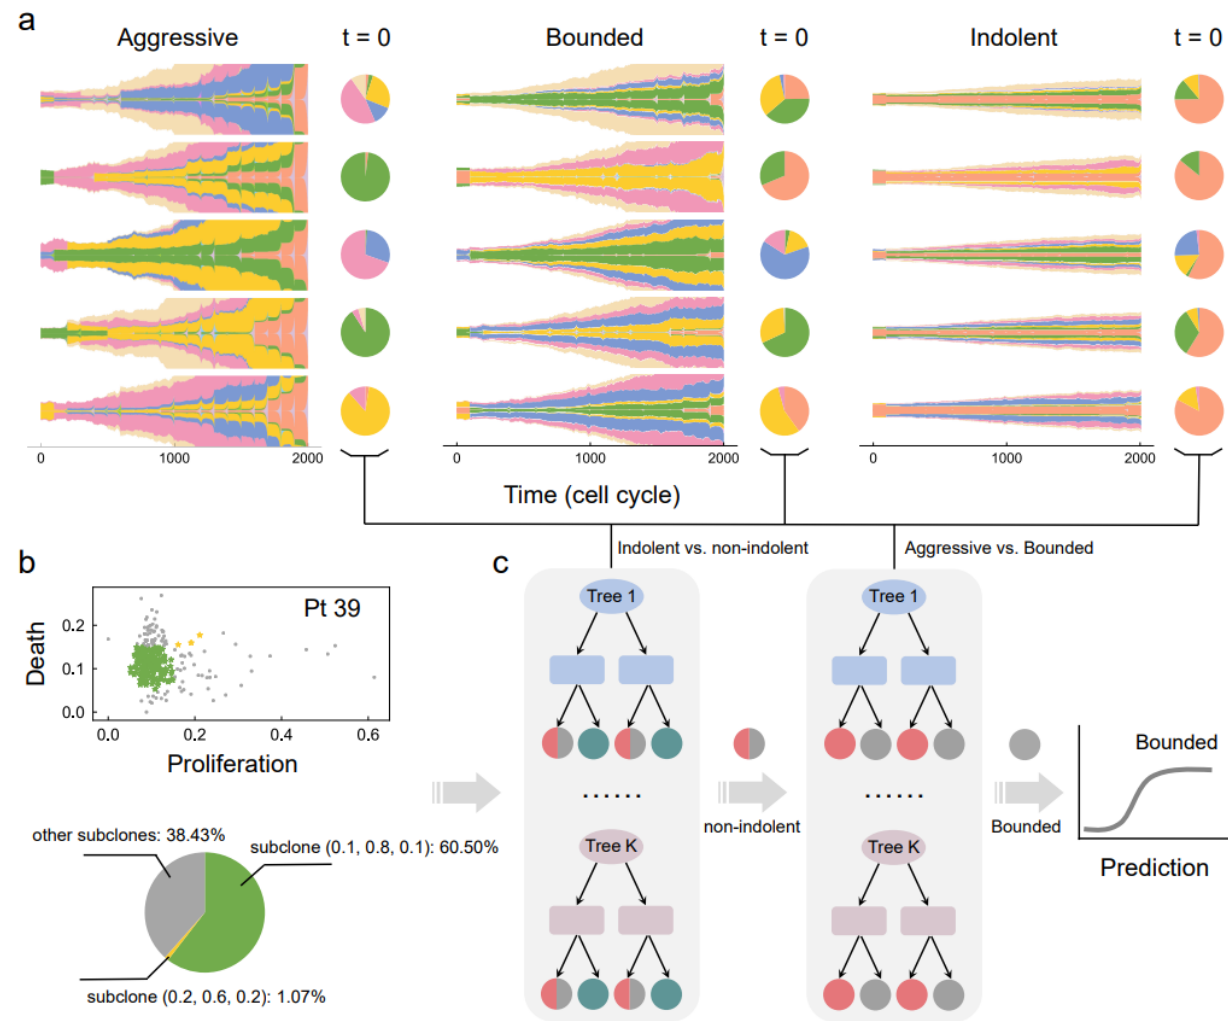 a
Aggressive
t = 0
Bounded
t = 0
Indolent
t = 0
0
1000
2000
0
1000
2000
0
1000
2000
Time (cell cycle)
Indolent vs. non-indolent
Aggressive vs. Bounded
b
Pt 39
Death
0.2
0.1
0.0
0.0
0.2
0.4
0.6
Proliferation
other subclones: 38.43%
subclone (0.1, 0.8, 0.1): 60.50%
subclone (0.2, 0.6, 0.2): 1.07%
c
Tree 1
......
Tree K
non-indolent
Tree 1
......
Tree K
Bounded
Bounded
Prediction